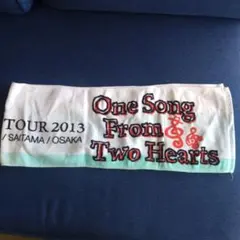 TOUR 2013
/ SAITAMA / OSAKA
One Song
From
Two Hearts